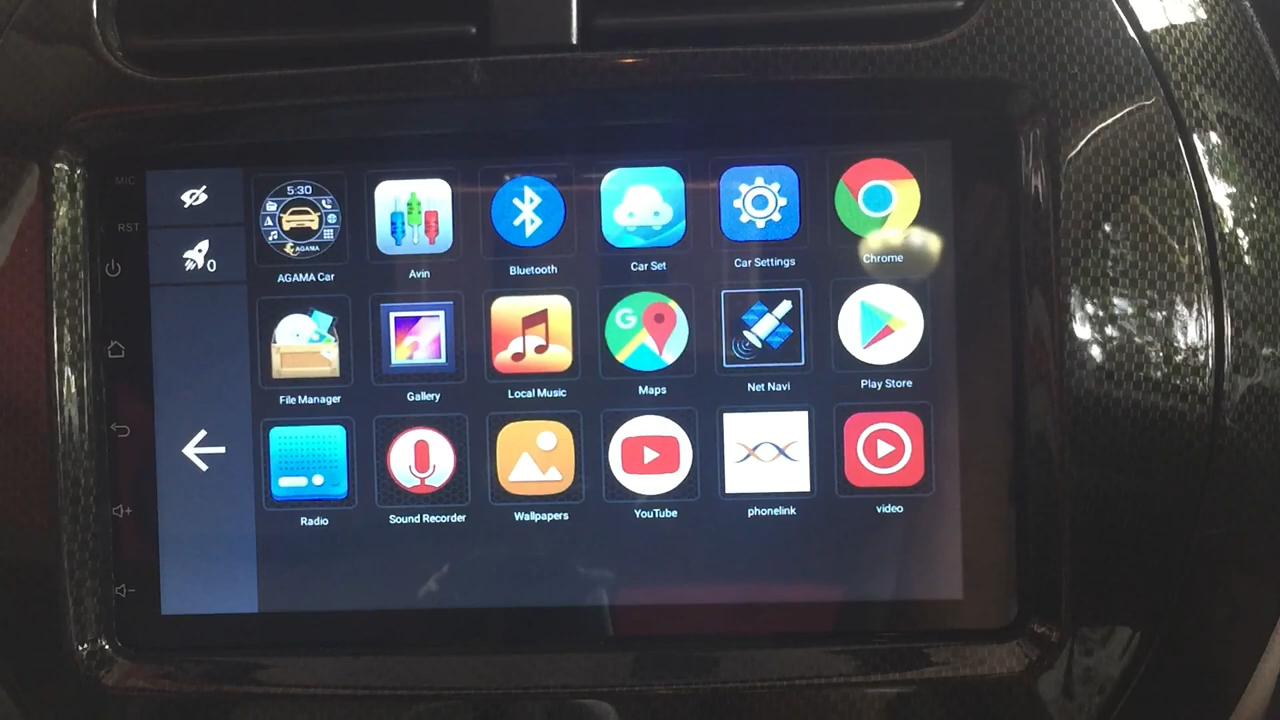 MIC
RST
0
5:30
AGAMA
AGAMA Car
Avin
Bluetooth
Car Set
Car Settings
Chrome
File Manager
Gallery
Local Music
G
Maps
Net Navi
Play Store
Radio
Sound Recorder
Wallpapers
YouTube
phonelink
video